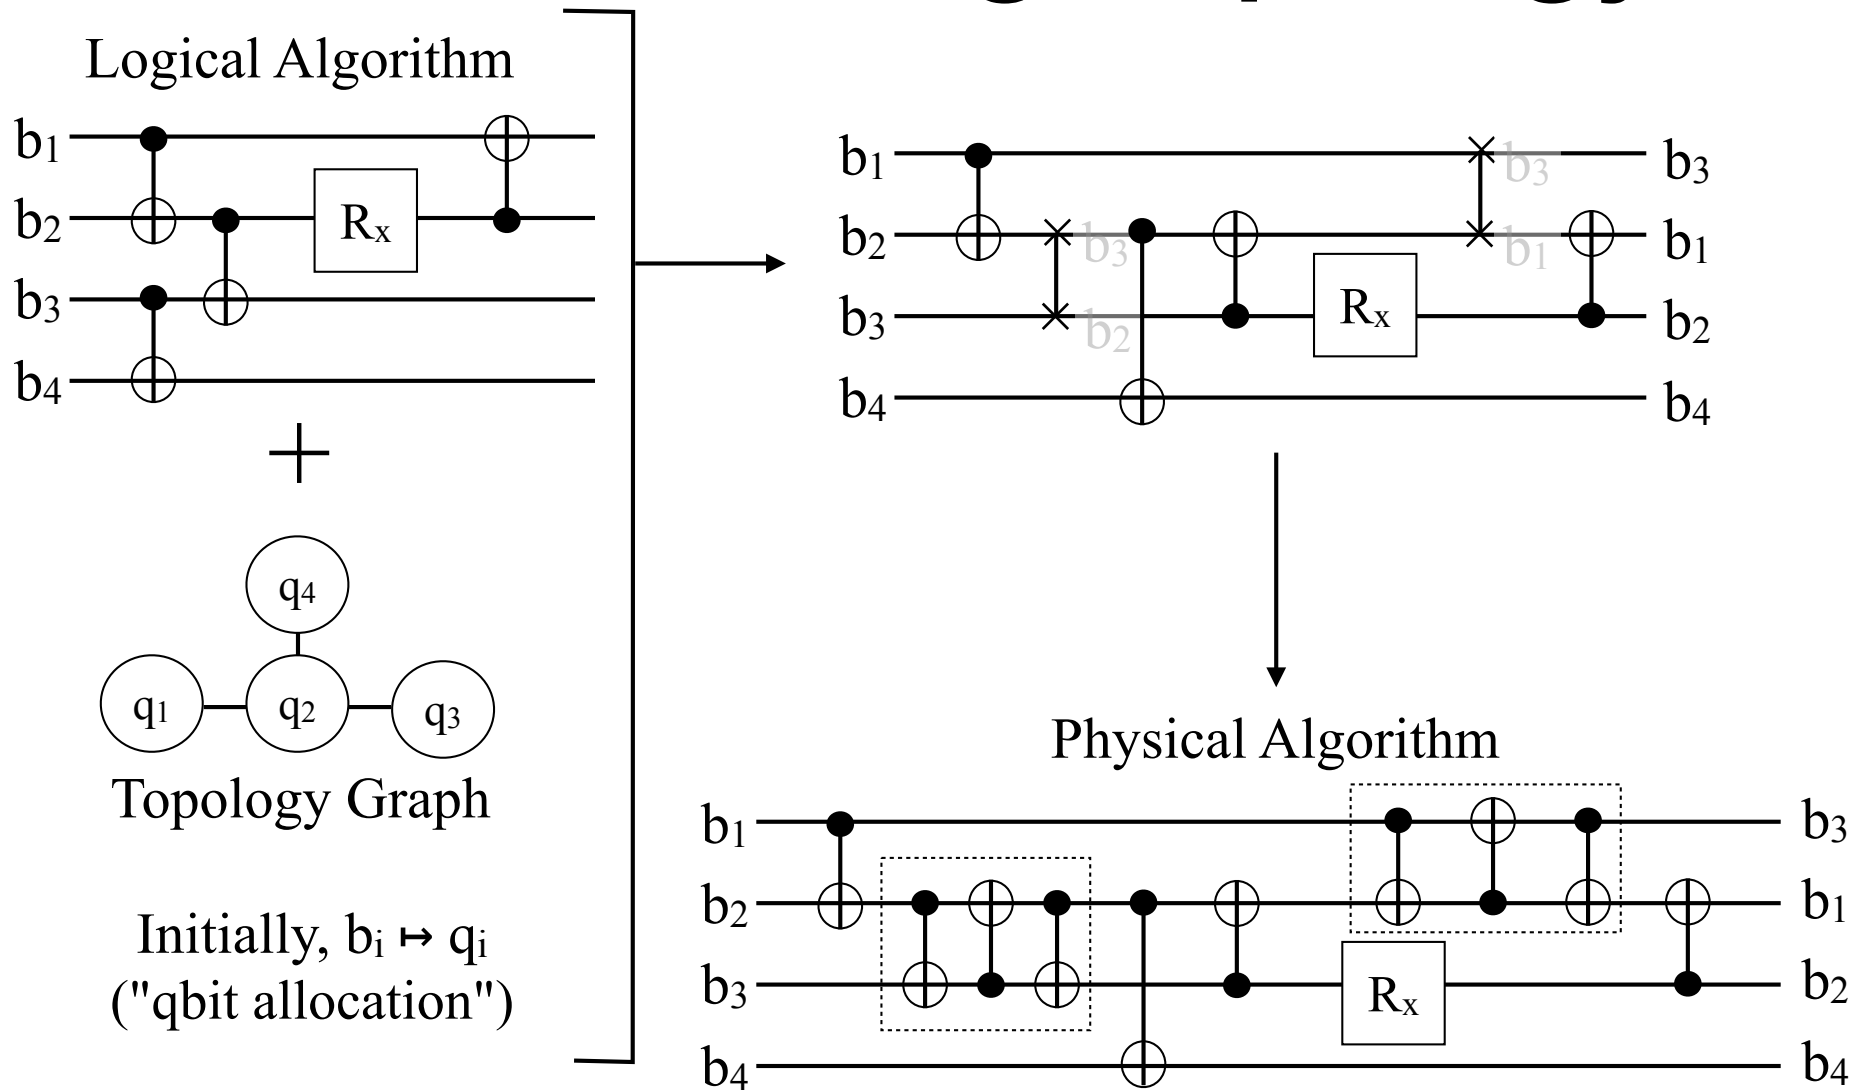 Logical Algorithm
b1
b2
Rx
b3
b4
q4
q1
q2
q3
Topology Graph
Initially, bi ↦ qi
("qbit allocation")
b1
b3
b3
b2
b3
b1
b1
b3
b2
Rx
b2
b4
b4
Physical Algorithm
b1
b3
b2
b1
b3
Rx
b2
b4
b4